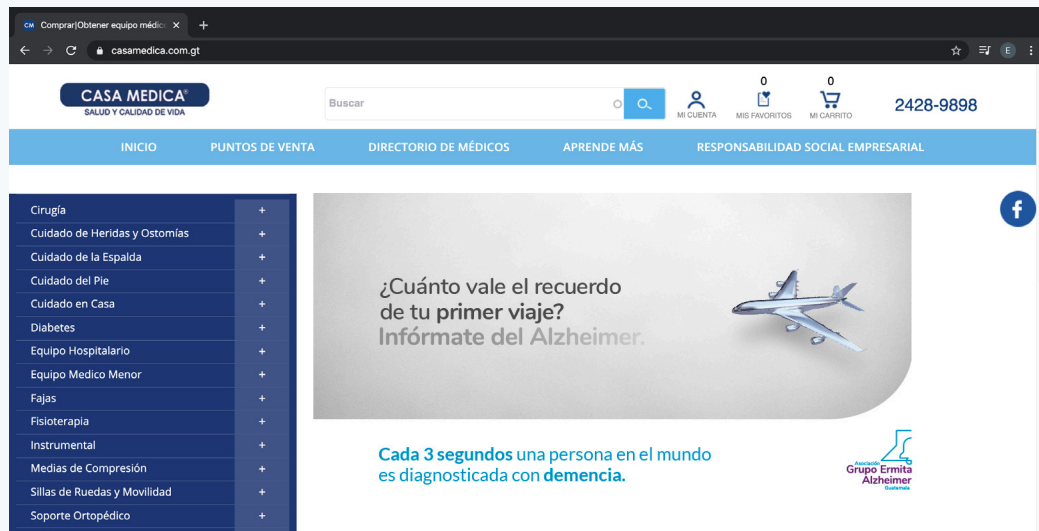 CM Comprar|Obtener equipo médic
casamedica.com.gt
E
CASA MEDICA®
SALUD Y CALIDAD DE VIDA
Buscar
MI CUENTA
0
MIS FAVORITOS
0
MI CARRITO
2428-9898
INICIO PUNTOS DE VENTA DIRECTORIO DE MÉDICOS APRENDE MÁS RESPONSABILIDAD SOCIAL EMPRESARIAL
Cirugía +
Cuidado de Heridas y Ostomías +
Cuidado de la Espalda +
Cuidado del Pie +
Cuidado en Casa +
Diabetes +
Equipo Hospitalario +
Equipo Medico Menor +
Fajas +
Fisioterapia +
Instrumental +
Medias de Compresión +
Sillas de Ruedas y Movilidad +
Soporte Ortopédico +
¿Cuánto vale el recuerdo
de tu primer viaje?
Infórmate del Alzheimer.
Cada 3 segundos una persona en el mundo
es diagnosticada con demencia.
Asociación
Grupo Ermita
Alzheimer
Guatemala
f